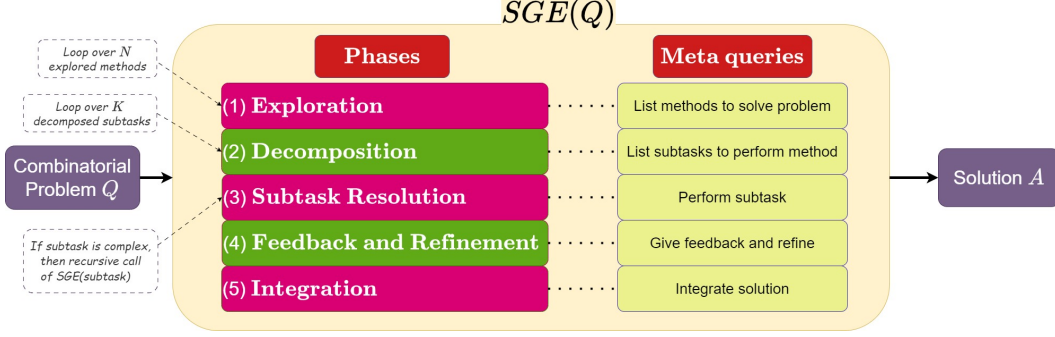 SGE(Q)
Loop over N
explored methods
Loop over K
decomposed subtasks
Combinatorial
Problem Q
If subtask is complex,
then recursive call
of SGE(subtask)
Phases
Meta queries
(1) Exploration
List methods to solve problem
(2) Decomposition
List subtasks to perform method
(3) Subtask Resolution
Perform subtask
(4) Feedback and Refinement
Give feedback and refine
(5) Integration
Integrate solution
Solution A